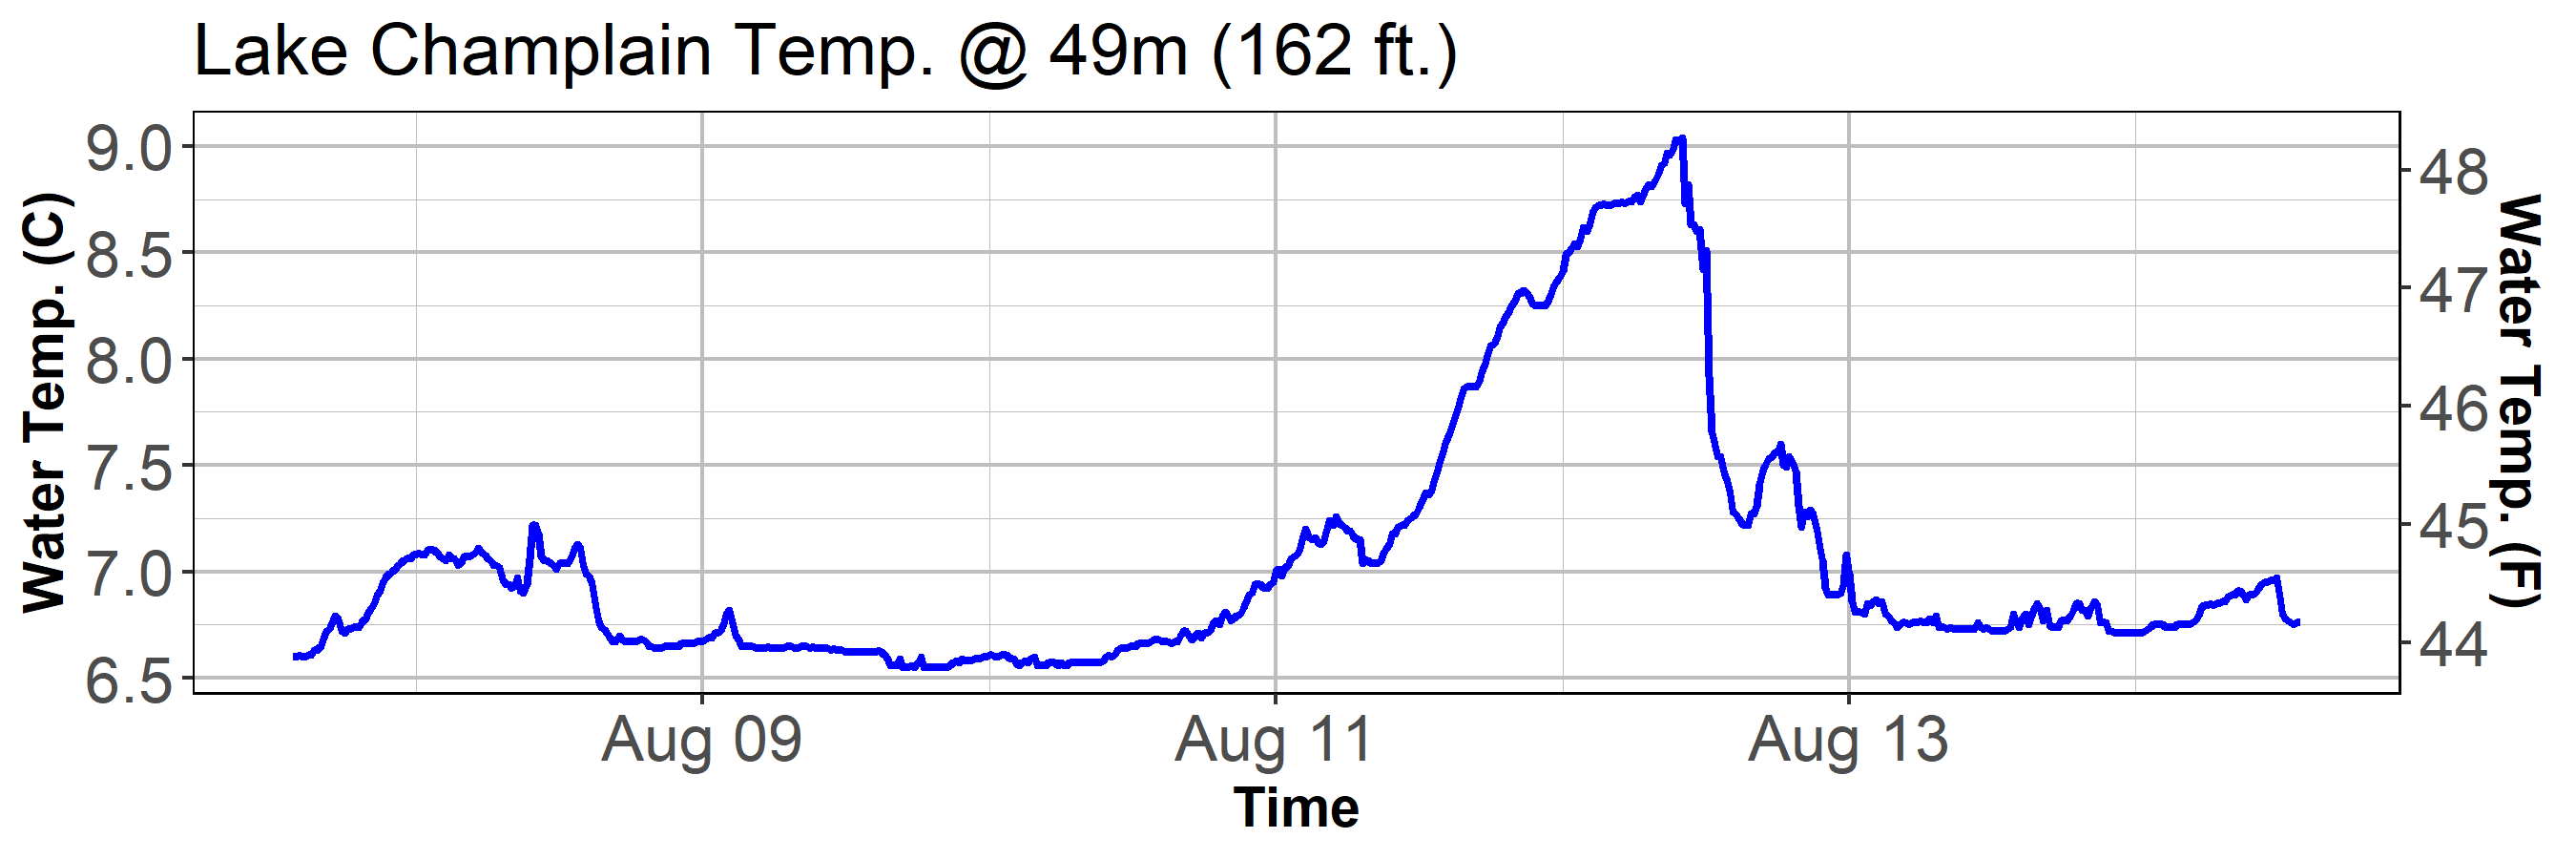 Lake Champlain Temp. @ 49m (162 ft.)
Water Temp. (C)
9.0
8.5
8.0
7.5
7.0
6.5
48
47
46
45
44
Water Temp. (F)
Aug 09
Aug 11
Aug 13
Time